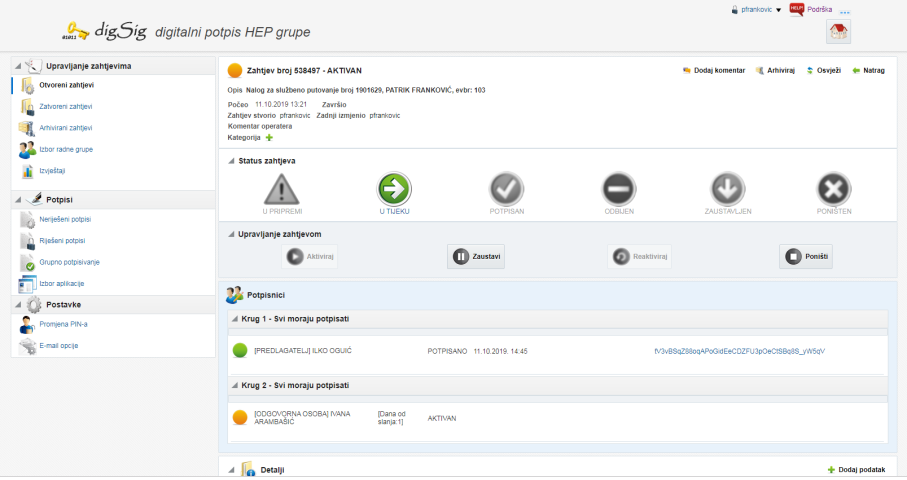 pfrankovic
HELP!
Podrška
...
01011
digSig digitalni potpis HEP grupe
Upravljanje zahtjevima
Otvoreni zahtjevi
Zatvoreni zahtjevi
Arhivirani zahtjevi
Izbor radne grupe
Izvještaji
Potpisi
Neriješeni potpisi
Riješeni potpisi
Grupno potpisivanje
Izbor aplikacije
Postavke
Promjena PIN-a
E-mail opcije
Zahtjev broj 538497 - AKTIVAN
Dodaj komentar Arhiviraj Osvježi Natrag
Opis Nalog za službeno putovanje broj 1901629, PATRIK FRANKOVIĆ, evbr: 103
Počeo 11.10.2019 13:21 Završio
Zahtjev stvorio pfrankovic Zadnji izmjenio pfrankovic
Komentar operatera
Kategorija
Status zahtjeva
U PRIPREMI U TIJEKU POTPISAN ODBIJEN ZAUSTAVLJEN PONIŠTEN
Upravljanje zahtjevom
Aktiviraj Zaustavi Reaktiviraj Poništi
Potpisnici
Krug 1 - Svi moraju potpisati
[PREDLAGATELJ] ILKO OGUIĆ POTPISANO 11.10.2019. 14:45
Krug 2 - Svi moraju potpisati
[ODGOVORNA OSOBA] IVANA ARAMBAŠIĆ [Dana od slanja:1] AKTIVAN
Detalji
Dodaj podatak